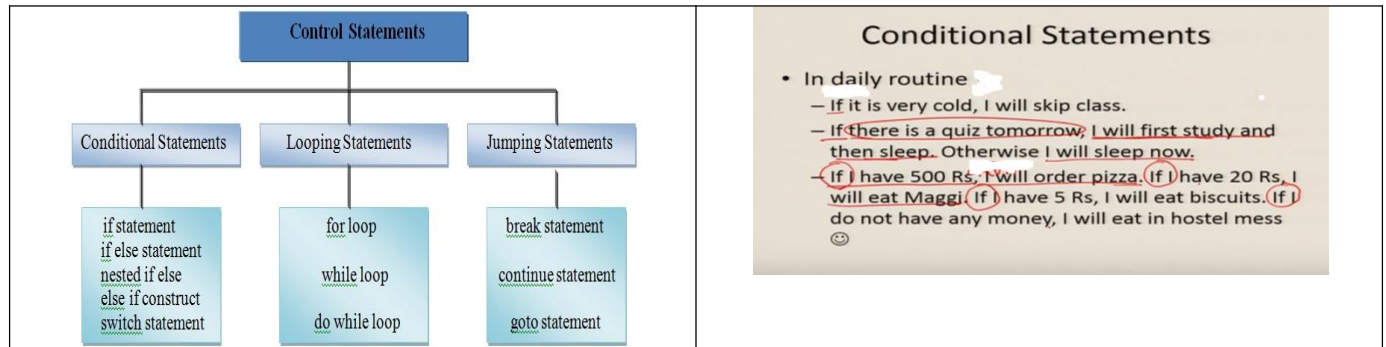 Control Statements
Conditional Statements
Looping Statements
Jumping Statements
if statement
if else statement
nested if else
else if construct
switch statement
for loop
while loop
do while loop
break statement
continue statement
goto statement
Conditional Statements
• In daily routine
– If it is very cold, I will skip class.
– If there is a quiz tomorrow, I will first study and
then sleep. Otherwise I will sleep now.
– If I have 500 Rs, I will order pizza. If I have 20 Rs, I
will eat Maggi. If I have 5 Rs, I will eat biscuits. If I
do not have any money, I will eat in hostel mess
☺